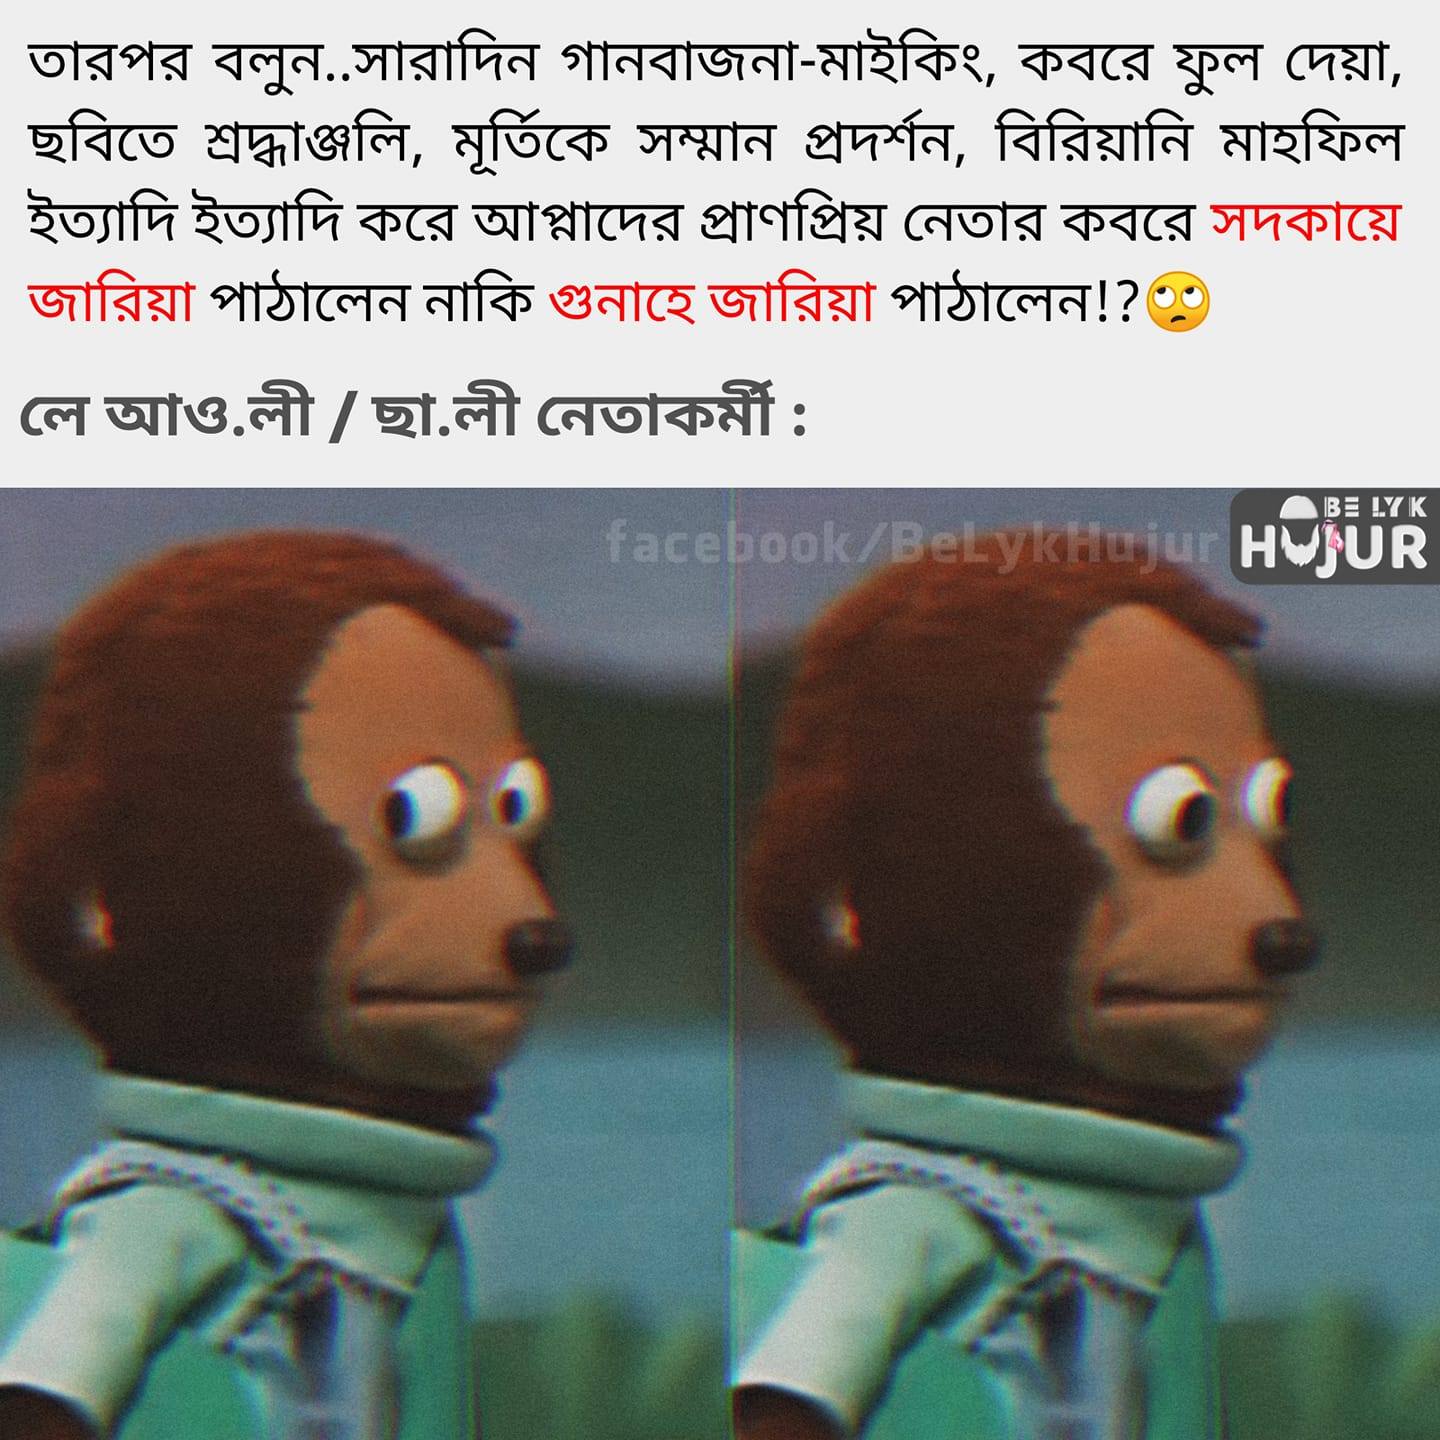 তারপর বলুন..সারাদিন গানবাজনা-মাইকিং, কবরে ফুল দেয়া,
ছবিতে শ্রদ্ধাঞ্জলি, মূর্তিকে সম্মান প্রদর্শন, বিরিয়ানি মাহফিল
ইত্যাদি ইত্যাদি করে আপ্নাদের প্রাণপ্রিয় নেতার কবরে সদকায়ে
জারিয়া পাঠালেন নাকি গুনাহে জারিয়া পাঠালেন!?🙄
লে আও.লী / ছা.লী নেতাকর্মী :
facebook/BeLykHujur
BE LYK
HUJUR